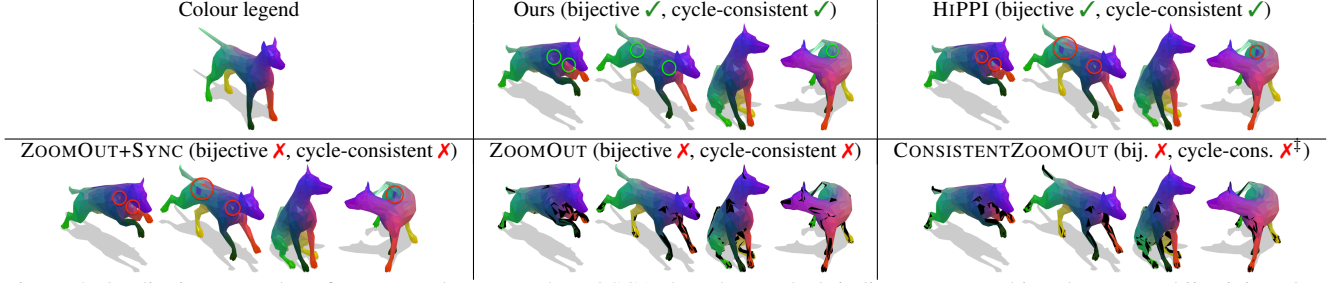 Colour legend
Ours (bijective ✓, cycle-consistent ✓)
HIPPI (bijective ✓, cycle-consistent ✓)
ZOOMOUT+SYNC (bijective ✗, cycle-consistent ✗)
ZOOMOUT (bijective ✗, cycle-consistent ✗)
CONSISTENTZOOMOUT (bij. ✗, cycle-cons. ✗‡)